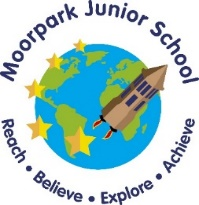 Moorpark Junior School
Reach • Believe • Explore • Achieve